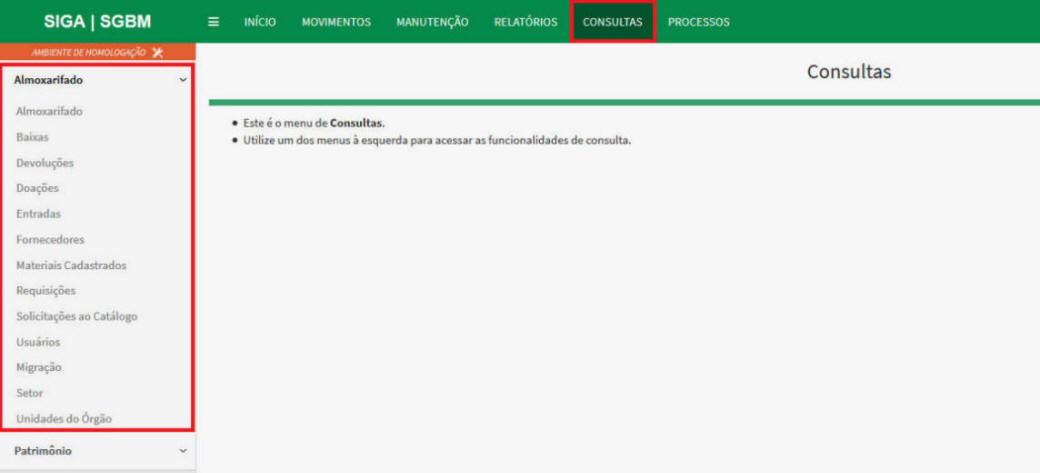 SIGA | SGBM
INÍCIO MOVIMENTOS MANUTENÇÃO RELATÓRIOS CONSULTAS PROCESSOS
AMBIENTE DE HOMOLOGAÇÃO
Almoxarifado
Almoxarifado
Baixas
Devoluções
Doações
Entradas
Fornecedores
Materiais Cadastrados
Requisições
Solicitações ao Catálogo
Usuários
Migração
Setor
Unidades do Órgão
Patrimônio
Consultas
• Este é o menu de Consultas.
• Utilize um dos menus à esquerda para acessar as funcionalidades de consulta.